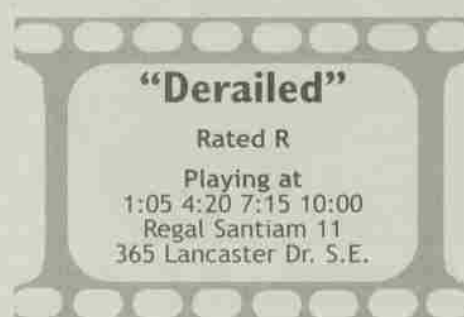 “Derailed”
Rated R
Playing at
1:05 4:20 7:15 10:00
Regal Santiam 11
365 Lancaster Dr. S.E.